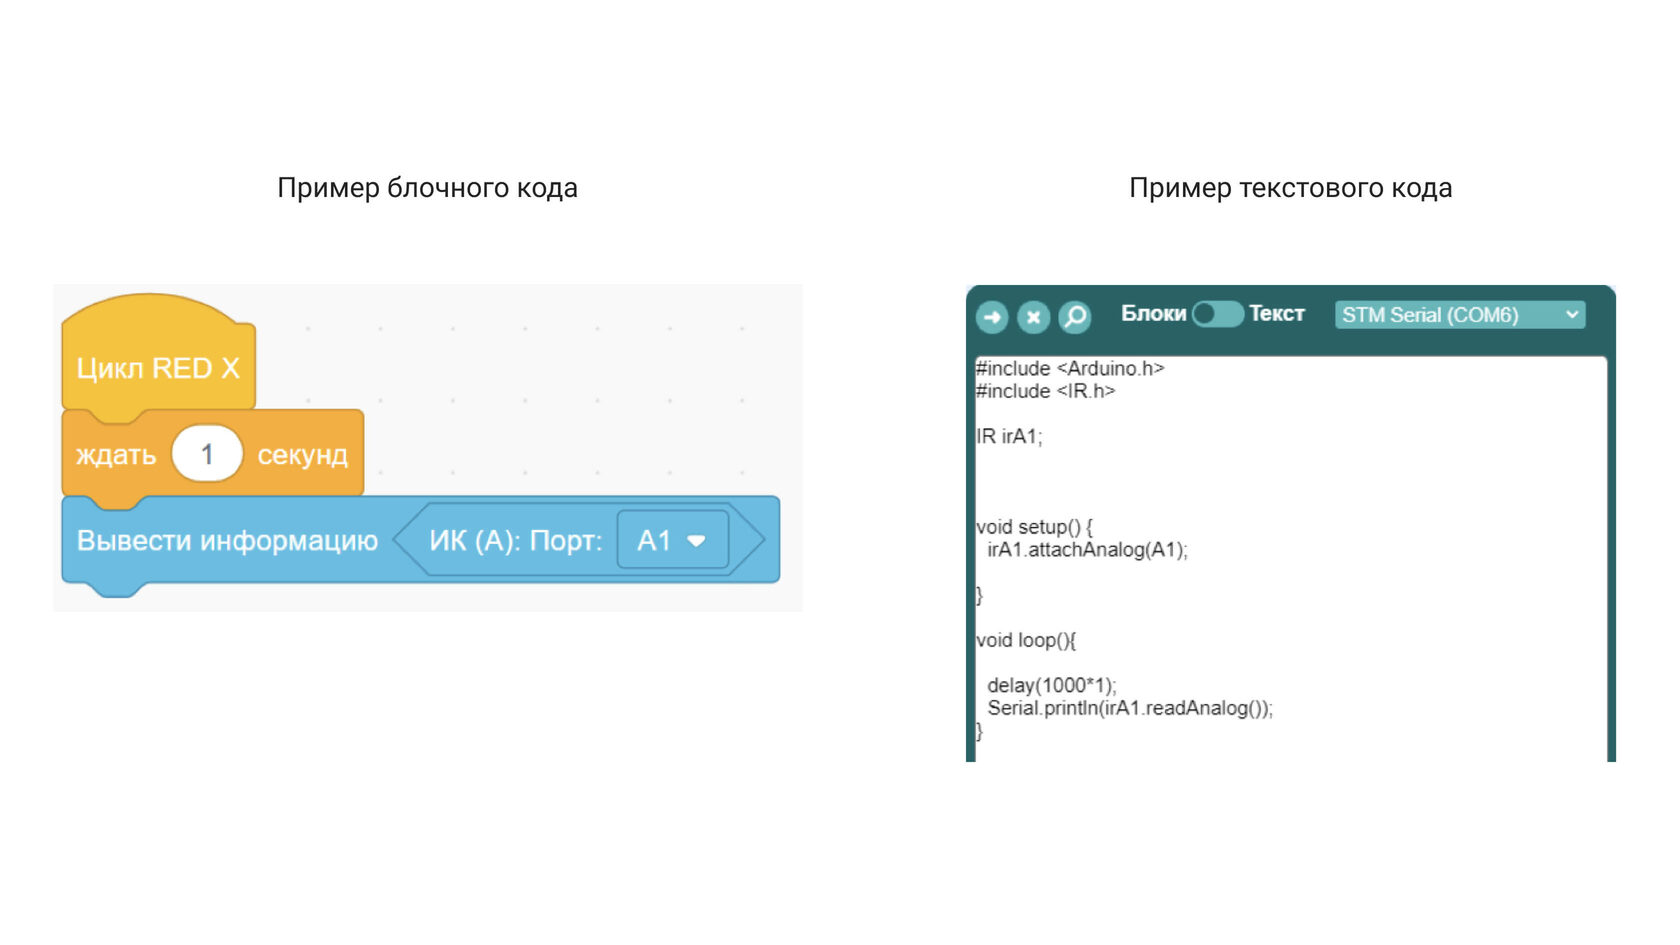 Пример блочного кода
Цикл RED X
ждать 1 секунд
Вывести информацию ИК (А): Порт: A1
Пример текстового кода
Блоки Текст STM Serial (COM6)
#include <Arduino.h>
#include <IR.h>
IR irA1;
void setup() {
irA1.attachAnalog(A1);
}
void loop(){
delay(1000*1);
Serial.println(irA1.readAnalog());
}